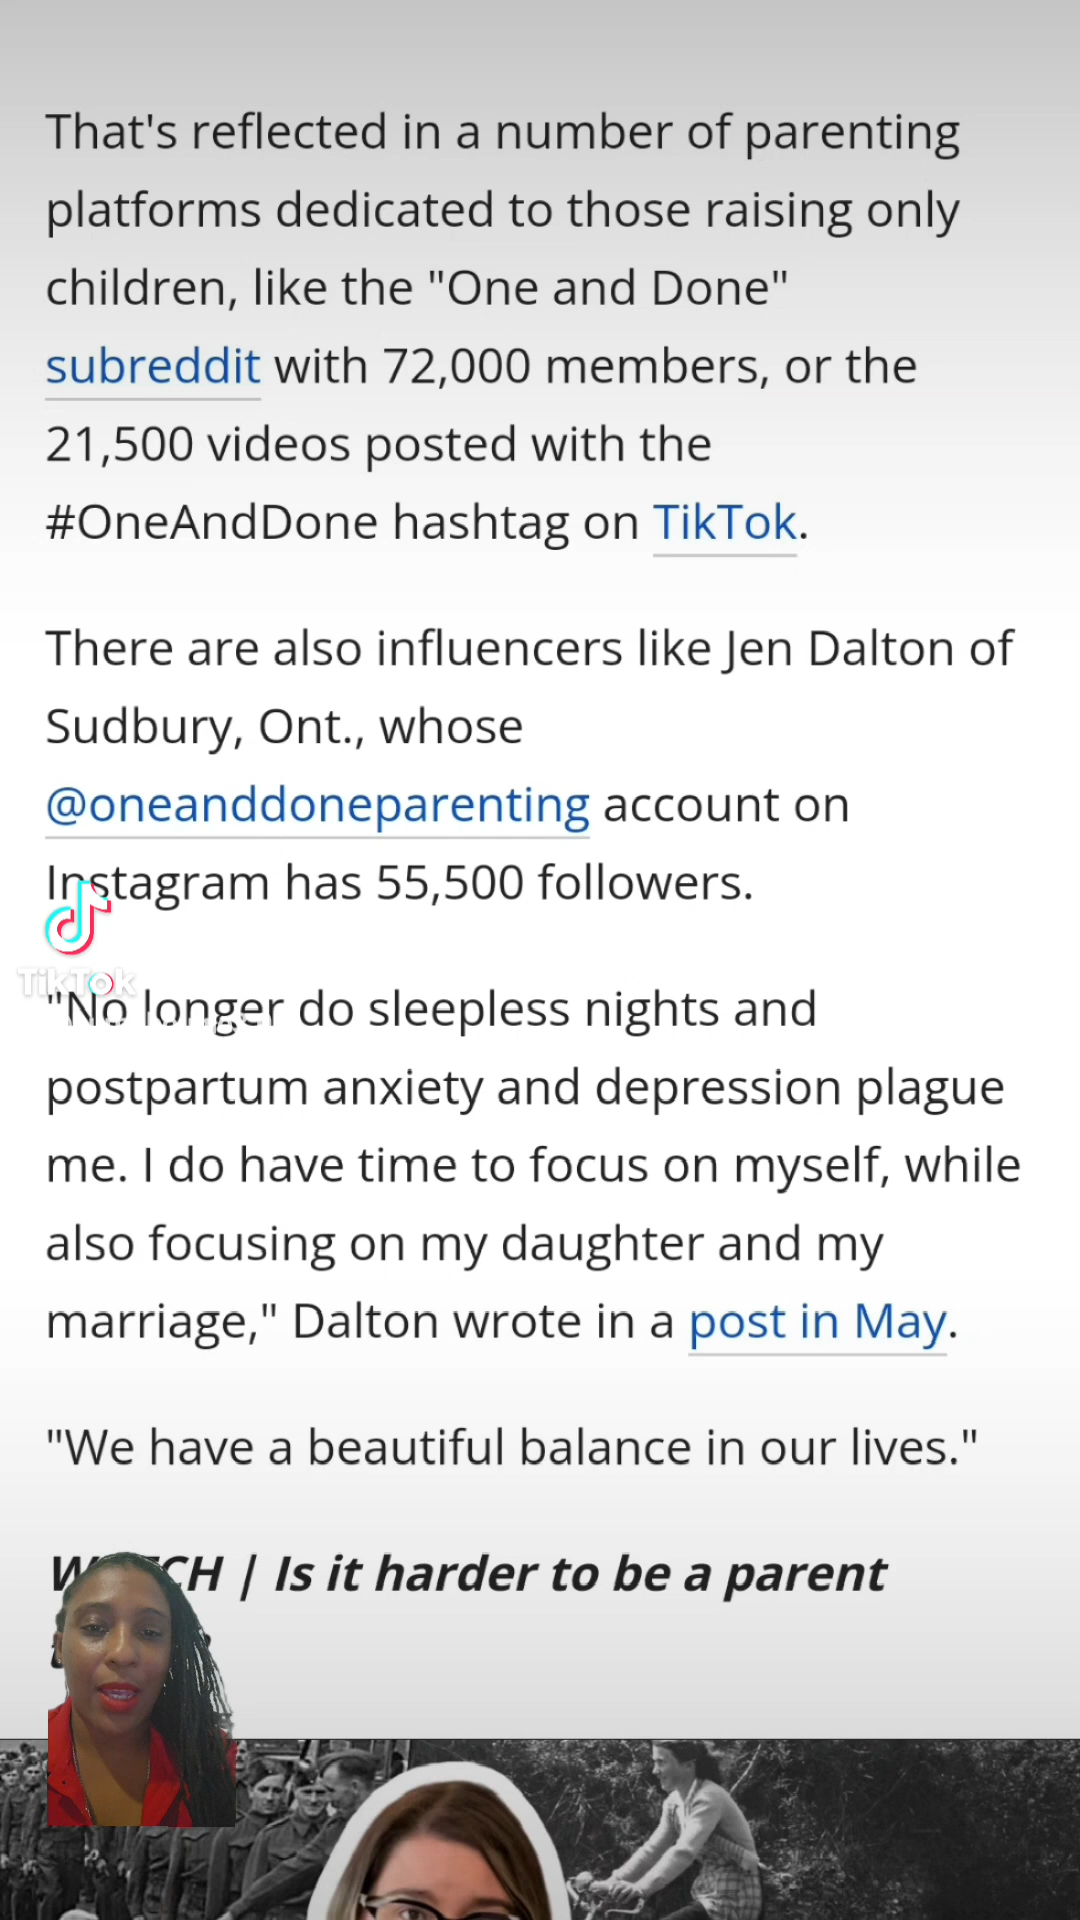 That's reflected in a number of parenting
platforms dedicated to those raising only
children, like the "One and Done"
subreddit with 72,000 members, or the
21,500 videos posted with the
#OneAndDone hashtag on TikTok.
There are also influencers like Jen Dalton of
Sudbury, Ont., whose
@oneanddoneparenting account on
Instagram has 55,500 followers.
TikTok
"No longer do sleepless nights and
postpartum anxiety and depression plague
me. I do have time to focus on myself, while
also focusing on my daughter and my
marriage," Dalton wrote in a post in May.
"We have a beautiful balance in our lives."
WATCH | Is it harder to be a parent